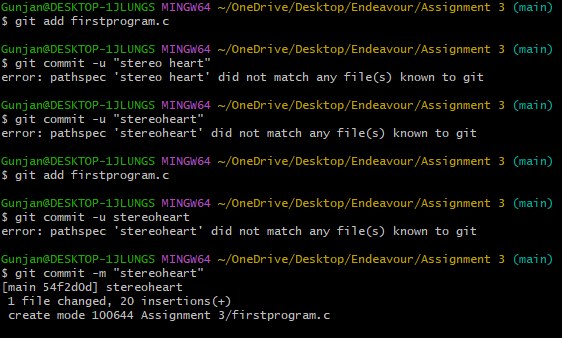 Gunjan@DESKTOP-1JLUNGS MINGW64 ~/OneDrive/Desktop/Endeavour/Assignment 3 (main)
$ git add firstprogram.c
Gunjan@DESKTOP-1JLUNGS MINGW64 ~/OneDrive/Desktop/Endeavour/Assignment 3 (main)
$ git commit -u "stereo heart"
error: pathspec 'stereo heart' did not match any file(s) known to git
Gunjan@DESKTOP-1JLUNGS MINGW64 ~/OneDrive/Desktop/Endeavour/Assignment 3 (main)
$ git commit -u "stereoheart"
error: pathspec 'stereoheart' did not match any file(s) known to git
Gunjan@DESKTOP-1JLUNGS MINGW64 ~/OneDrive/Desktop/Endeavour/Assignment 3 (main)
$ git add firstprogram.c
Gunjan@DESKTOP-1JLUNGS MINGW64 ~/OneDrive/Desktop/Endeavour/Assignment 3 (main)
$ git commit -u stereoheart
error: pathspec 'stereoheart' did not match any file(s) known to git
Gunjan@DESKTOP-1JLUNGS MINGW64 ~/OneDrive/Desktop/Endeavour/Assignment 3 (main)
$ git commit -m "stereoheart"
[main 54f2d0d] stereoheart
 1 file changed, 20 insertions(+)
 create mode 100644 Assignment 3/firstprogram.c